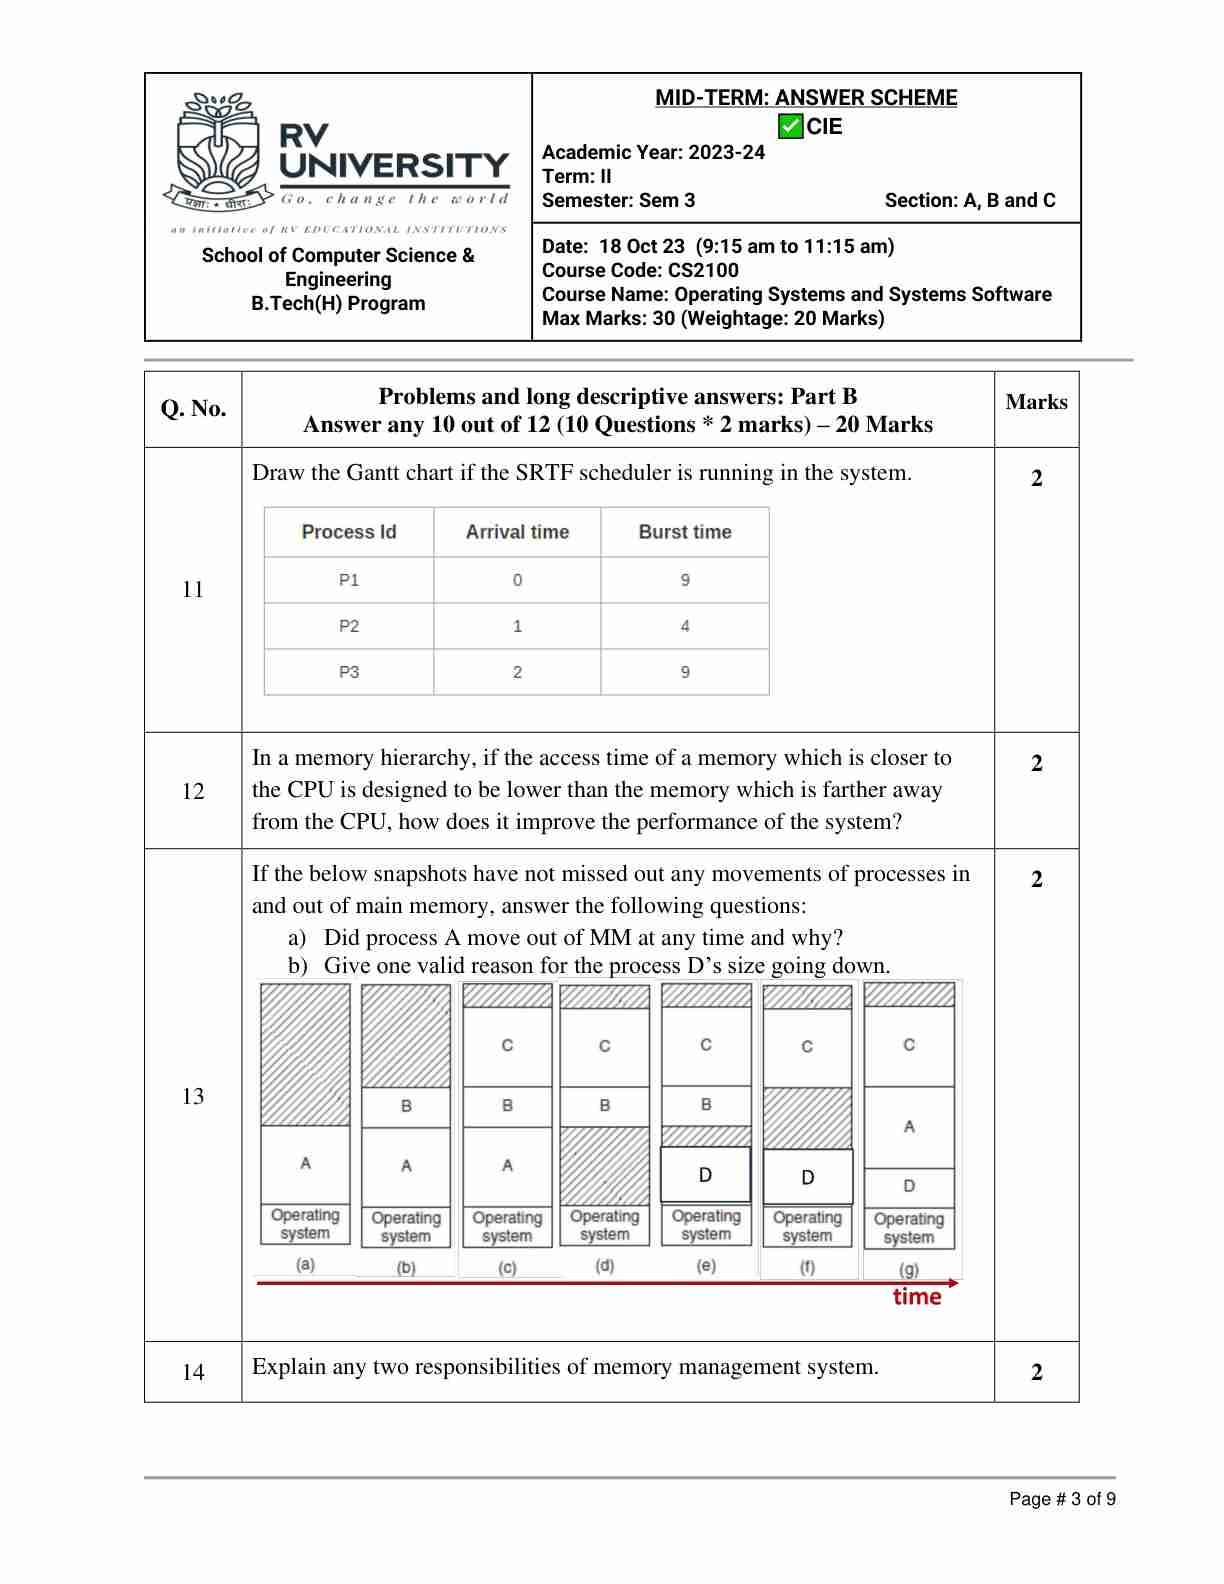 RV
UNIVERSITY
Go, change the world
प्रज्ञाः • धीराः
an initiative of RV EDUCATIONAL INSTITUTIONS
School of Computer Science &
Engineering
B.Tech(H) Program
MID-TERM: ANSWER SCHEME
✅ CIE
Academic Year: 2023-24
Term: II
Semester: Sem 3 Section: A, B and C
Date: 18 Oct 23 (9:15 am to 11:15 am)
Course Code: CS2100
Course Name: Operating Systems and Systems Software
Max Marks: 30 (Weightage: 20 Marks)
Q. No. Problems and long descriptive answers: Part B Marks
Answer any 10 out of 12 (10 Questions * 2 marks) – 20 Marks
11 Draw the Gantt chart if the SRTF scheduler is running in the system. 2
Process Id Arrival time Burst time
P1 0 9
P2 1 4
P3 2 9
12 In a memory hierarchy, if the access time of a memory which is closer to 2
the CPU is designed to be lower than the memory which is farther away
from the CPU, how does it improve the performance of the system?
13 If the below snapshots have not missed out any movements of processes in 2
and out of main memory, answer the following questions:
a) Did process A move out of MM at any time and why?
b) Give one valid reason for the process D's size going down.
A Operating system (a)
B A Operating system (b)
C B A Operating system (c)
C B Operating system (d)
C B D Operating system (e)
C D Operating system (f)
C A D Operating system (g)
time
14 Explain any two responsibilities of memory management system. 2
Page # 3 of 9